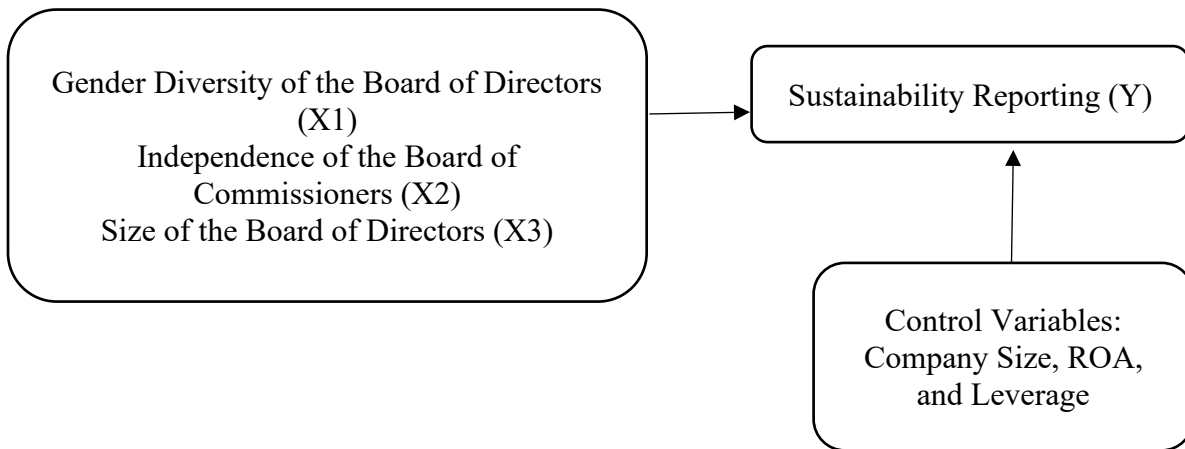 Gender Diversity of the Board of Directors
(X1)
Independence of the Board of
Commissioners (X2)
Size of the Board of Directors (X3)
Sustainability Reporting (Y)
Control Variables:
Company Size, ROA,
and Leverage